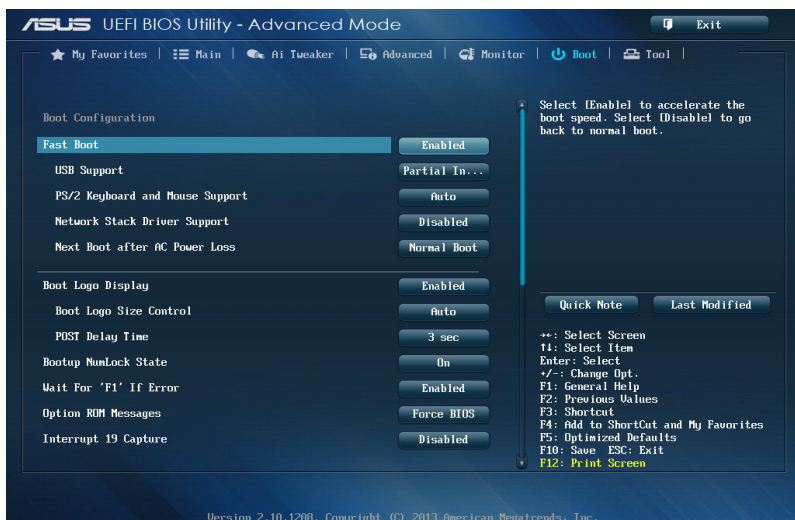 ASUS UEFI BIOS Utility - Advanced Mode
Exit
My Favorites | Main | Ai Tweaker | Advanced | Monitor | Boot | Tool |
Boot Configuration
Fast Boot Enabled
USB Support Partial In...
PS/2 Keyboard and Mouse Support Auto
Network Stack Driver Support Disabled
Next Boot after AC Power Loss Normal Boot
Boot Logo Display Enabled
Boot Logo Size Control Auto
POST Delay Time 3 sec
Bootup NumLock State On
Wait For 'F1' If Error Enabled
Option ROM Messages Force BIOS
Interrupt 19 Capture Disabled
Select [Enable] to accelerate the
boot speed. Select [Disable] to go
back to normal boot.
Quick Note Last Modified
→←: Select Screen
↑↓: Select Item
Enter: Select
+/-: Change Opt.
F1: General Help
F2: Previous Values
F3: Shortcut
F4: Add to ShortCut and My Favorites
F5: Optimized Defaults
F10: Save ESC: Exit
F12: Print Screen
Version 2.10.1208. Copyright (C) 2013 American Megatrends, Inc.